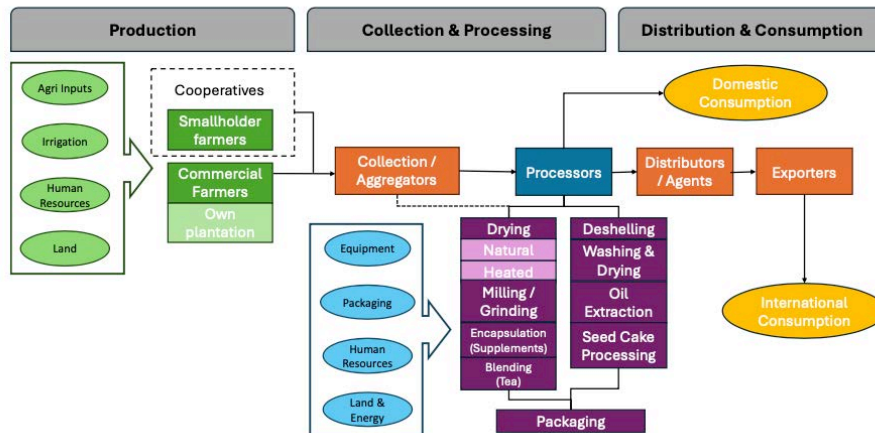 Production
Collection & Processing
Distribution & Consumption
Agri Inputs
Irrigation
Human
Resources
Land
Cooperatives
Smallholder
farmers
Commercial
Farmers
Own
plantation
Collection /
Aggregators
Processors
Distributors
/ Agents
Exporters
Domestic
Consumption
International
Consumption
Equipment
Packaging
Human
Resources
Land &
Energy
Drying
Natural
Heated
Milling /
Grinding
Encapsulation
(Supplements)
Blending
(Tea)
Deshelling
Washing &
Drying
Oil
Extraction
Seed Cake
Processing
Packaging